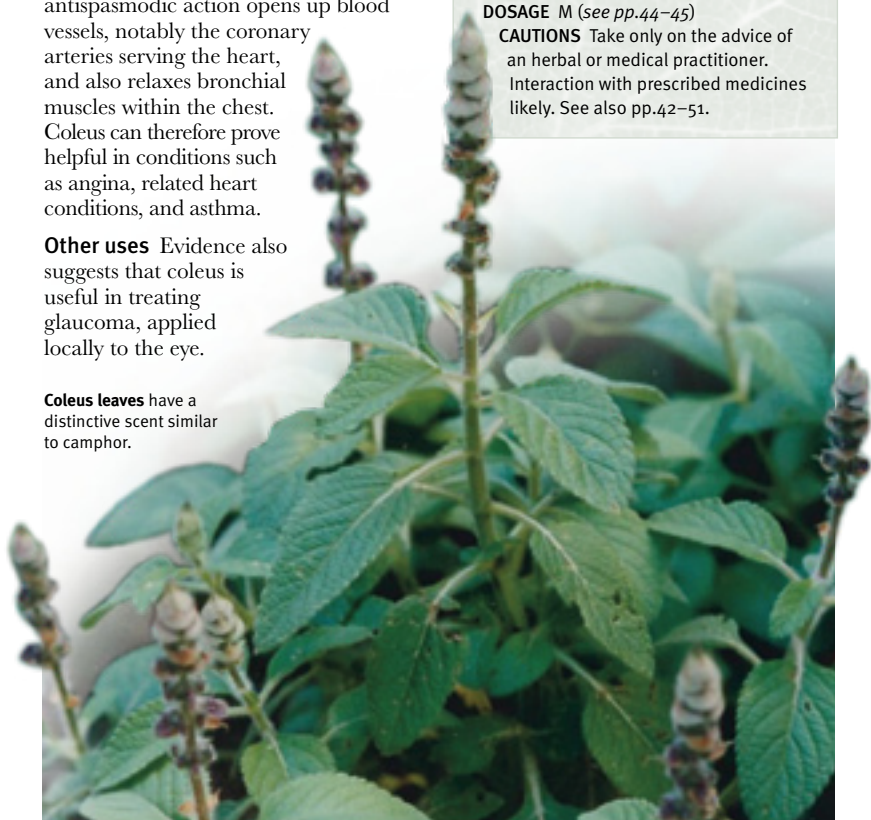 antispasmodic action opens up blood
vessels, notably the coronary
arteries serving the heart,
and also relaxes bronchial
muscles within the chest.
Coleus can therefore prove
helpful in conditions such
as angina, related heart
conditions, and asthma.
Other uses Evidence also
suggests that coleus is
useful in treating
glaucoma, applied
locally to the eye.
Coleus leaves have a
distinctive scent similar
to camphor.
DOSAGE M (see pp.44–45)
CAUTIONS Take only on the advice of
an herbal or medical practitioner.
Interaction with prescribed medicines
likely. See also pp.42–51.